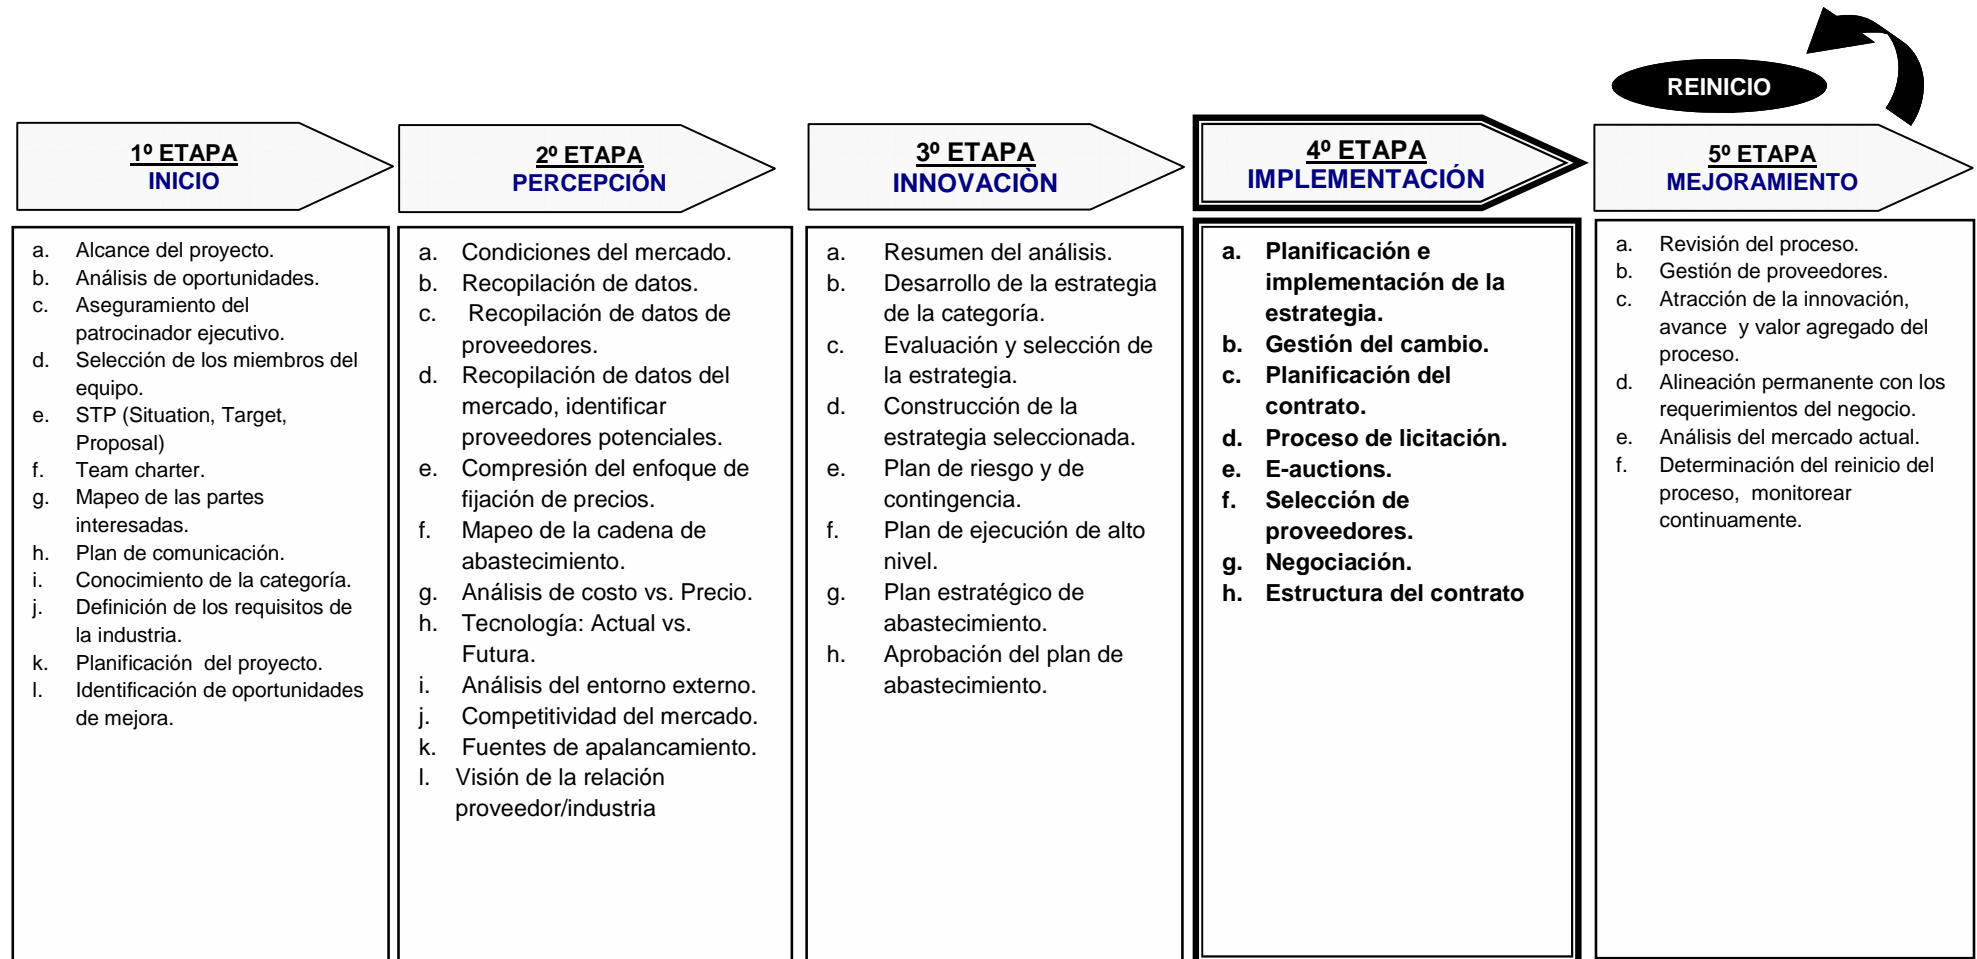 REINICIO
1º ETAPA
INICIO
a. Alcance del proyecto.
b. Análisis de oportunidades.
c. Aseguramiento del
patrocinador ejecutivo.
d. Selección de los miembros del
equipo.
e. STP (Situation, Target,
Proposal)
f. Team charter.
g. Mapeo de las partes
interesadas.
h. Plan de comunicación.
i. Conocimiento de la categoría.
j. Definición de los requisitos de
la industria.
k. Planificación del proyecto.
l. Identificación de oportunidades
de mejora.
2º ETAPA
PERCEPCIÓN
a. Condiciones del mercado.
b. Recopilación de datos.
c. Recopilación de datos de
proveedores.
d. Recopilación de datos del
mercado, identificar
proveedores potenciales.
e. Compresión del enfoque de
fijación de precios.
f. Mapeo de la cadena de
abastecimiento.
g. Análisis de costo vs. Precio.
h. Tecnología: Actual vs.
Futura.
i. Análisis del entorno externo.
j. Competitividad del mercado.
k. Fuentes de apalancamiento.
l. Visión de la relación
proveedor/industria
3º ETAPA
INNOVACIÒN
a. Resumen del análisis.
b. Desarrollo de la estrategia
de la categoría.
c. Evaluación y selección de
la estrategia.
d. Construcción de la
estrategia seleccionada.
e. Plan de riesgo y de
contingencia.
f. Plan de ejecución de alto
nivel.
g. Plan estratégico de
abastecimiento.
h. Aprobación del plan de
abastecimiento.
4º ETAPA
IMPLEMENTACIÓN
a. Planificación e
implementación de la
estrategia.
b. Gestión del cambio.
c. Planificación del
contrato.
d. Proceso de licitación.
e. E-auctions.
f. Selección de
proveedores.
g. Negociación.
h. Estructura del contrato
5º ETAPA
MEJORAMIENTO
a. Revisión del proceso.
b. Gestión de proveedores.
c. Atracción de la innovación,
avance y valor agregado del
proceso.
d. Alineación permanente con los
requerimientos del negocio.
e. Análisis del mercado actual.
f. Determinación del reinicio del
proceso, monitorear
continuamente.